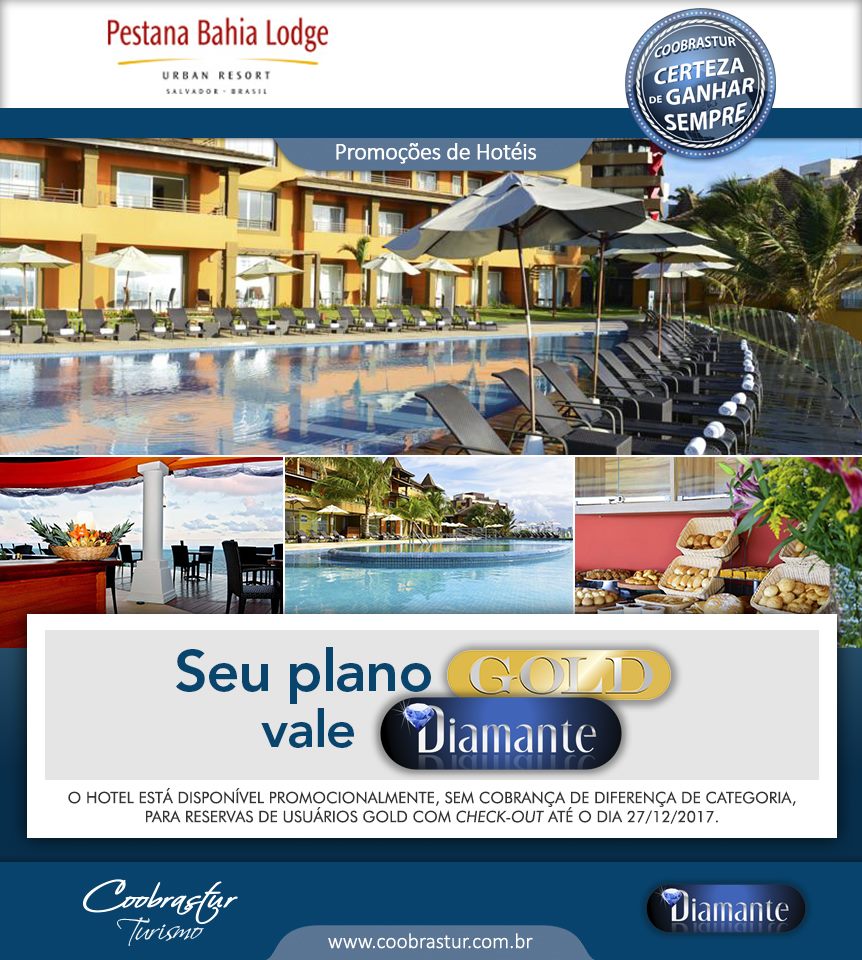 Pestana Bahia Lodge
URBAN RESORT
SALVADOR - BRASIL
COOBRASTUR
CERTEZA
DE GANHAR
SEMPRE
Promoções de Hotéis
Seu plano GOLD
vale Diamante
O HOTEL ESTÁ DISPONÍVEL PROMOCIONALMENTE, SEM COBRANÇA DE DIFERENÇA DE CATEGORIA,
PARA RESERVAS DE USUÁRIOS GOLD COM CHECK-OUT ATÉ O DIA 27/12/2017.
Coobrastur
Turismo
Diamante
www.coobrastur.com.br